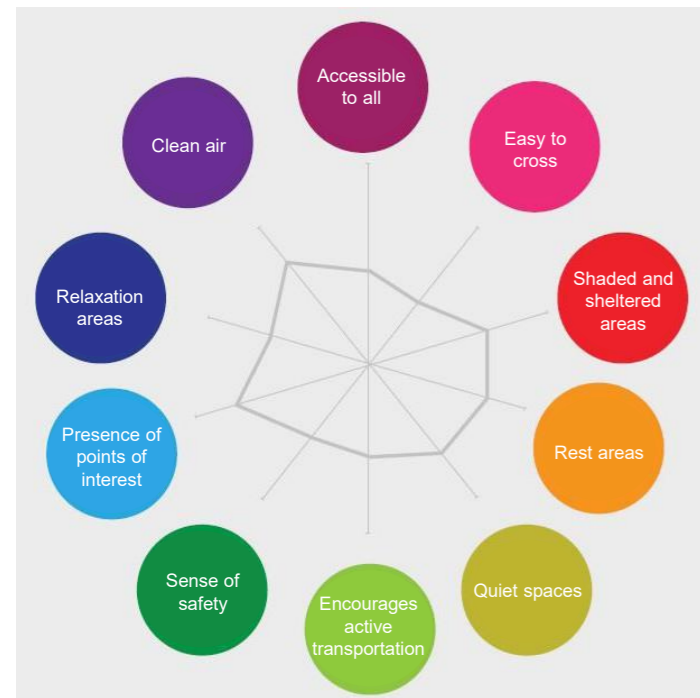 Accessible
to all
Easy to
cross
Shaded and
sheltered
areas
Rest areas
Quiet spaces
Encourages
active
transportation
Sense of
safety
Presence of
points of
interest
Relaxation
areas
Clean air